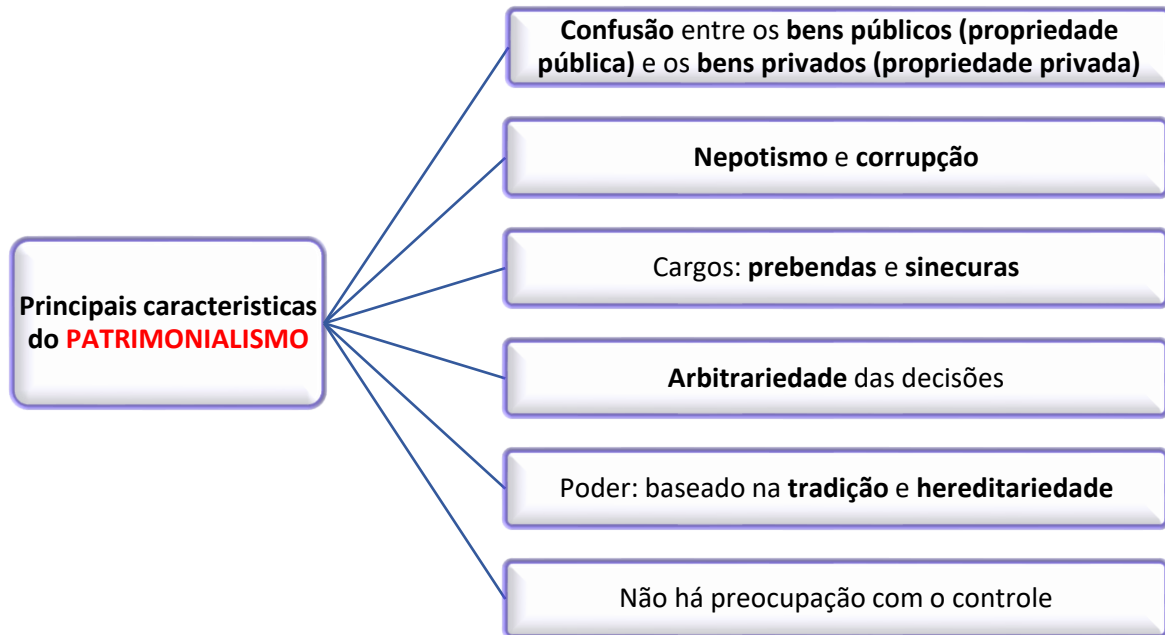 Confusão entre os bens públicos (propriedade
pública) e os bens privados (propriedade privada)
Nepotismo e corrupção
Cargos: prebendas e sinecuras
Principais caracteristicas
do PATRIMONIALISMO
Arbitrariedade das decisões
Poder: baseado na tradição e hereditariedade
Não há preocupação com o controle